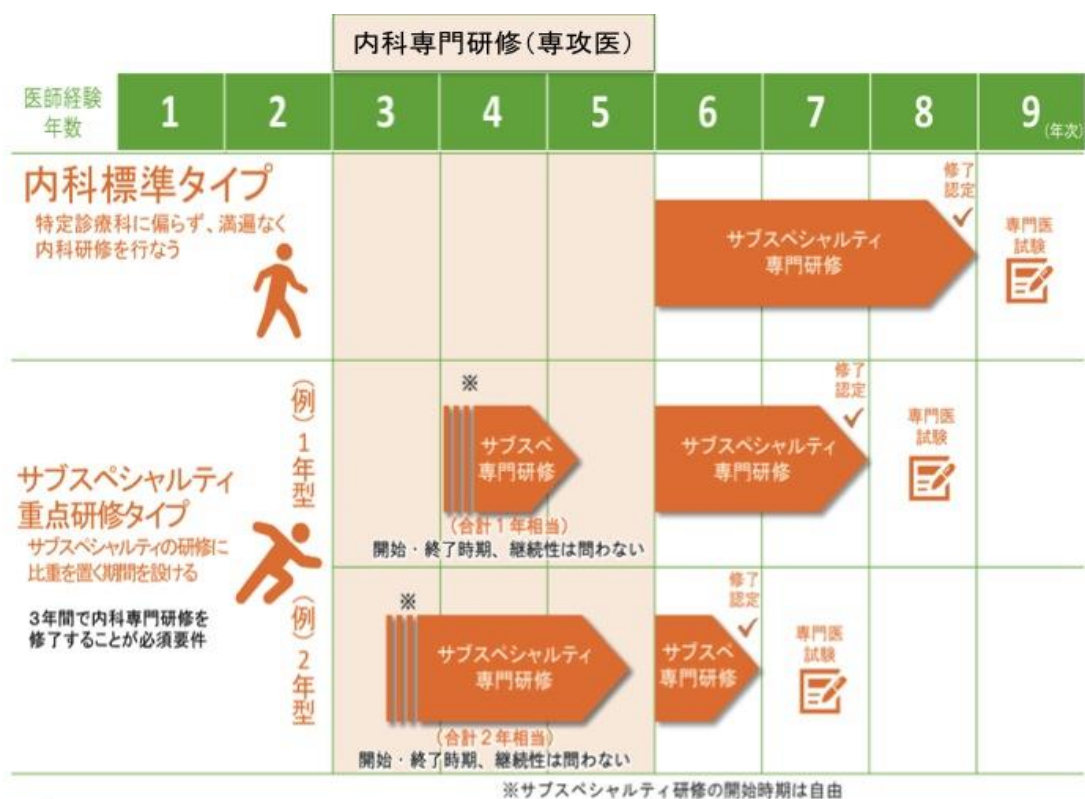 内科専門研修(専攻医)
医師経験
年数
1 2 3 4 5 6 7 8 9(年次)
内科標準タイプ
特定診療科に偏らず、満遍なく
内科研修を行なう
サブスペシャルティ
専門研修
修了
認定
専門医
試験
サブスペシャルティ
重点研修タイプ
サブスペシャルティの研修に
比重を置く期間を設ける
3年間で内科専門研修を
修了することが必須要件
(例)1年型
※
サブスペ
専門研修
(合計1年相当)
開始・終了時期、継続性は問わない
サブスペシャルティ
専門研修
修了
認定
専門医
試験
(例)2年型
※
サブスペシャルティ
専門研修
(合計2年相当)
開始・終了時期、継続性は問わない
サブスペ
専門研修
修了
認定
専門医
試験
※サブスペシャルティ研修の開始時期は自由